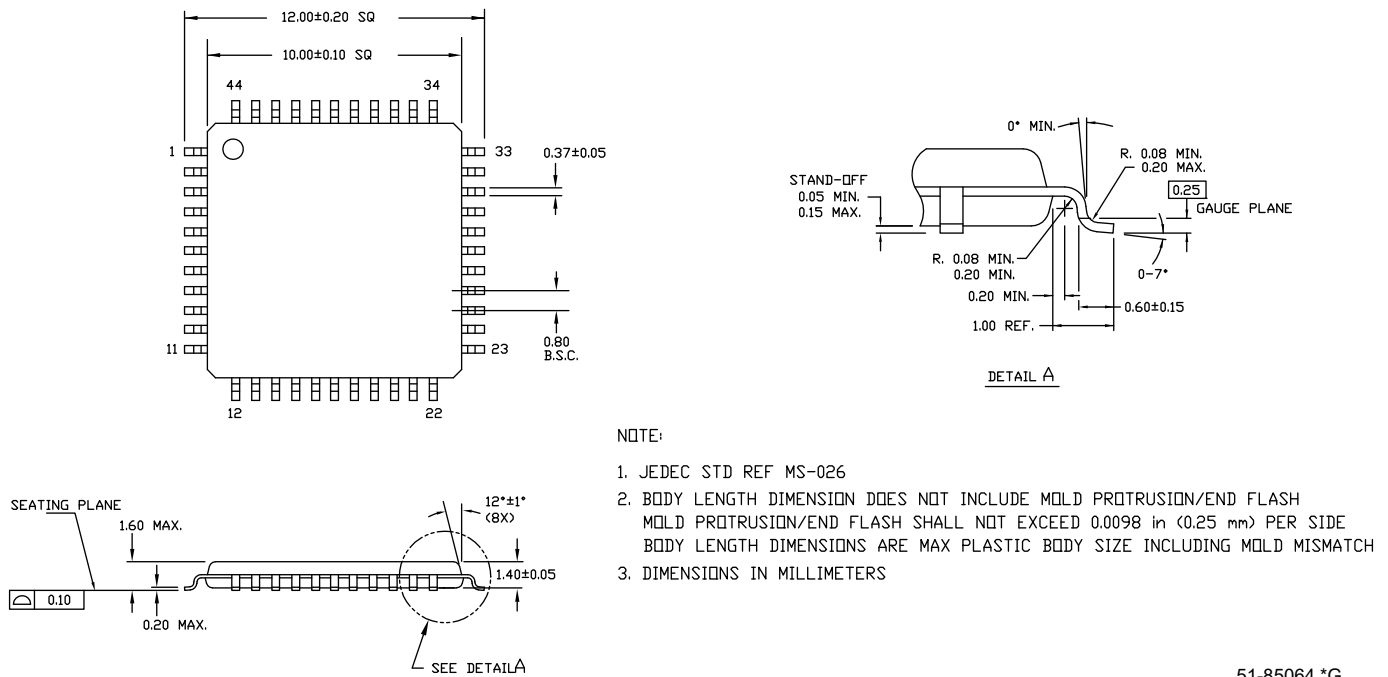 12.00±0.20 SQ
10.00±0.10 SQ
44
34
1
33
0.37±0.05
0.80
B.S.C.
11
23
12
22
0° MIN.
R. 0.08 MIN.
0.20 MAX.
STAND-OFF
0.05 MIN.
0.15 MAX.
0.25
GAUGE PLANE
R. 0.08 MIN.
0.20 MIN.
0-7°
0.20 MIN.
0.60±0.15
1.00 REF.
DETAIL A
NOTE:
1. JEDEC STD REF MS-026
2. BODY LENGTH DIMENSION DOES NOT INCLUDE MOLD PROTRUSION/END FLASH
MOLD PROTRUSION/END FLASH SHALL NOT EXCEED 0.0098 in (0.25 mm) PER SIDE
BODY LENGTH DIMENSIONS ARE MAX PLASTIC BODY SIZE INCLUDING MOLD MISMATCH
3. DIMENSIONS IN MILLIMETERS
SEATING PLANE
1.60 MAX.
12°±1°
(8X)
1.40±0.05
0.10
0.20 MAX.
SEE DETAILA
51-85064 *G